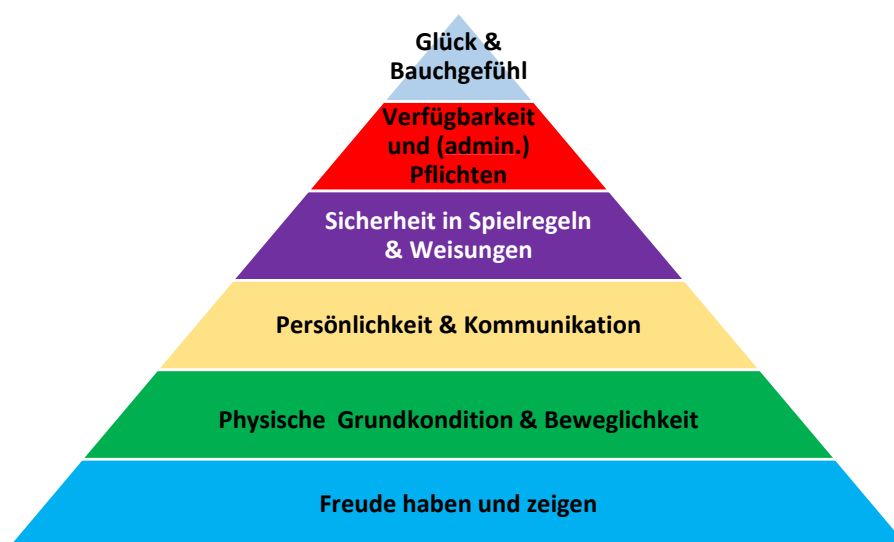 Glück &
Bauchgefühl
Verfügbarkeit
und (admin.)
Pflichten
Sicherheit in Spielregeln
& Weisungen
Persönlichkeit & Kommunikation
Physische Grundkondition & Beweglichkeit
Freude haben und zeigen